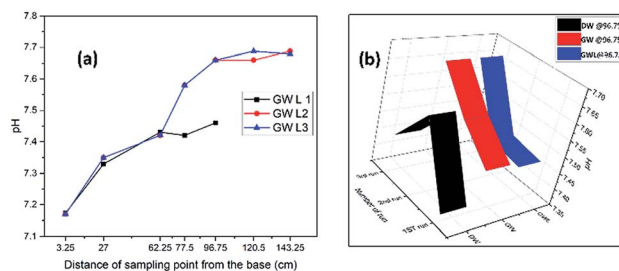 (a)
7.8
7.7
7.6
7.5
7.4
7.3
7.2
7.1
pH
GW L 1
GW L2
GW L3
3.25 27 62.25 77.5 96.75 120.5 143.25
Distance of sampling point from the base (cm)
(b)
DW @96.75
GW @96.75
7.70
7.65
7.60
7.55
7.50
7.45
7.40
7.35
pH
3rd run
2nd run
1ST run
Number of run
DW
GW
GWL